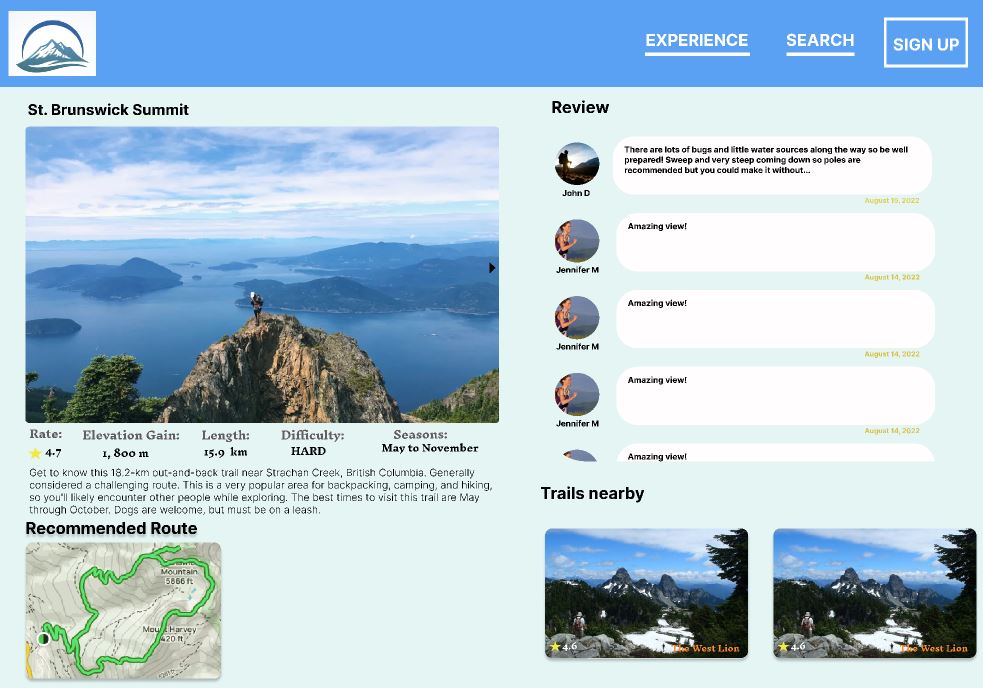 EXPERIENCE
SEARCH
SIGN UP
St. Brunswick Summit
Rate:
Elevation Gain:
Length:
Difficulty:
Seasons:
4.7
1, 800 m
15.9 km
HARD
May to November
Get to know this 18.2-km out-and-back trail near Strachan Creek, British Columbia. Generally
considered a challenging route. This is a very popular area for backpacking, camping, and hiking,
so you'll likely encounter other people while exploring. The best times to visit this trail are May
through October. Dogs are welcome, but must be on a leash.
Recommended Route
Mountain
5866 ft
Mount Harvey
420 ft
Review
There are lots of bugs and little water sources along the way so be well
prepared! Sweep and very steep coming down so poles are
recommended but you could make it without...
John D
August 15, 2022
Amazing view!
Jennifer M
August 14, 2022
Amazing view!
Jennifer M
August 14, 2022
Amazing view!
Jennifer M
August 14, 2022
Amazing view!
Trails nearby
4.6
The West Lion
4.6
The West Lion